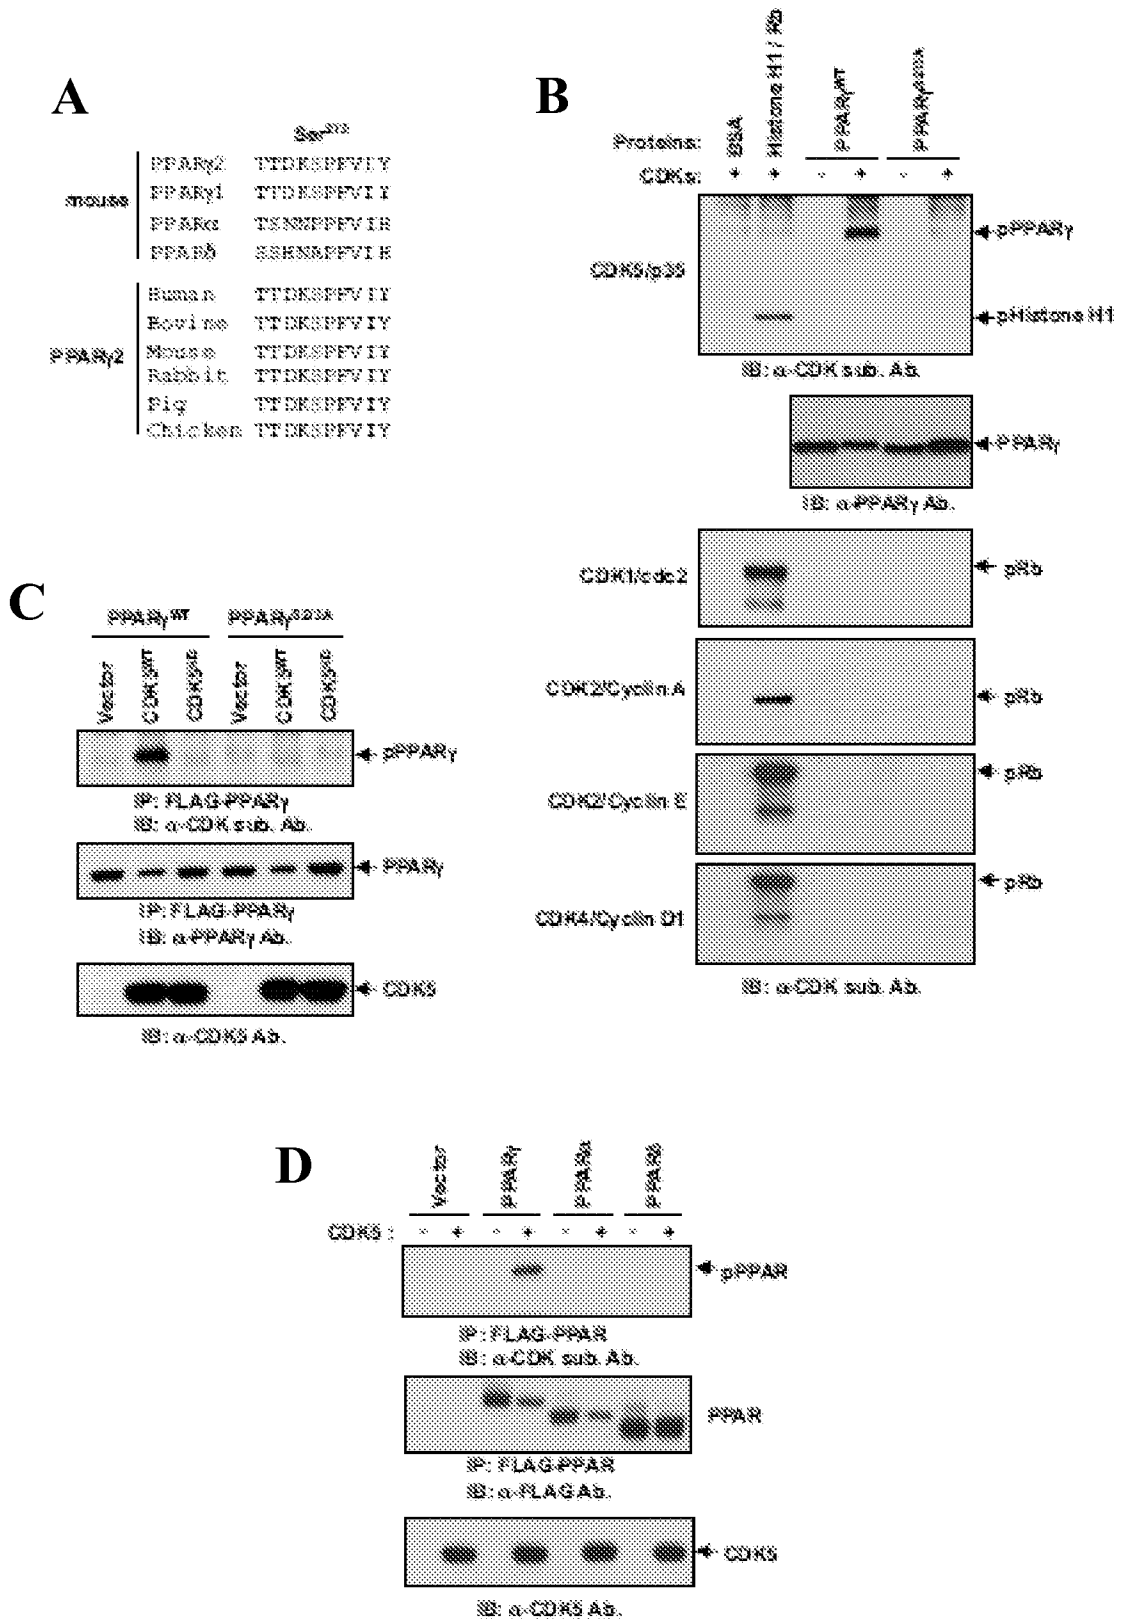 A
Ser273
mouse
PPARγ2 TTDKSPFVIY
PPARγ1 TTDKSPFVIY
PPARα TSNNPPFVIH
PPARδ SSHNAPFVIH
PPARγ2
Human TTDKSPFVIY
Bovine TTDKSPFVIY
Mouse TTDKSPFVIY
Rabbit TTDKSPFVIY
Pig TTDKSPFVIY
Chicken TTDKSPFVIY
B
Proteins: BSA Histone H1 / Rb PPARγWT PPARγS273A
CDKs: + + - + - +
CDK5/p35
pPPARγ
pHistone H1
IB: α-CDK sub. Ab.
PPARγ
IB: α-PPARγ Ab.
CDK1/cdc2
pRb
CDK2/Cyclin A
pRb
CDK2/Cyclin E
pRb
CDK4/Cyclin D1
pRb
IB: α-CDK sub. Ab.
C
PPARγWT PPARγS273A
Vector CDK5WT CDK5KD Vector CDK5WT CDK5KD
pPPARγ
IP: FLAG-PPARγ
IB: α-CDK sub. Ab.
PPARγ
IP: FLAG-PPARγ
IB: α-PPARγ Ab.
CDK5
IB: α-CDK5 Ab.
D
Vector PPARγ PPARα PPARδ
CDK5 : - + - + - + - +
pPPAR
IP: FLAG-PPAR
IB: α-CDK sub. Ab.
PPAR
IP: FLAG-PPAR
IB: α-FLAG Ab.
CDK5
IB: α-CDK5 Ab.